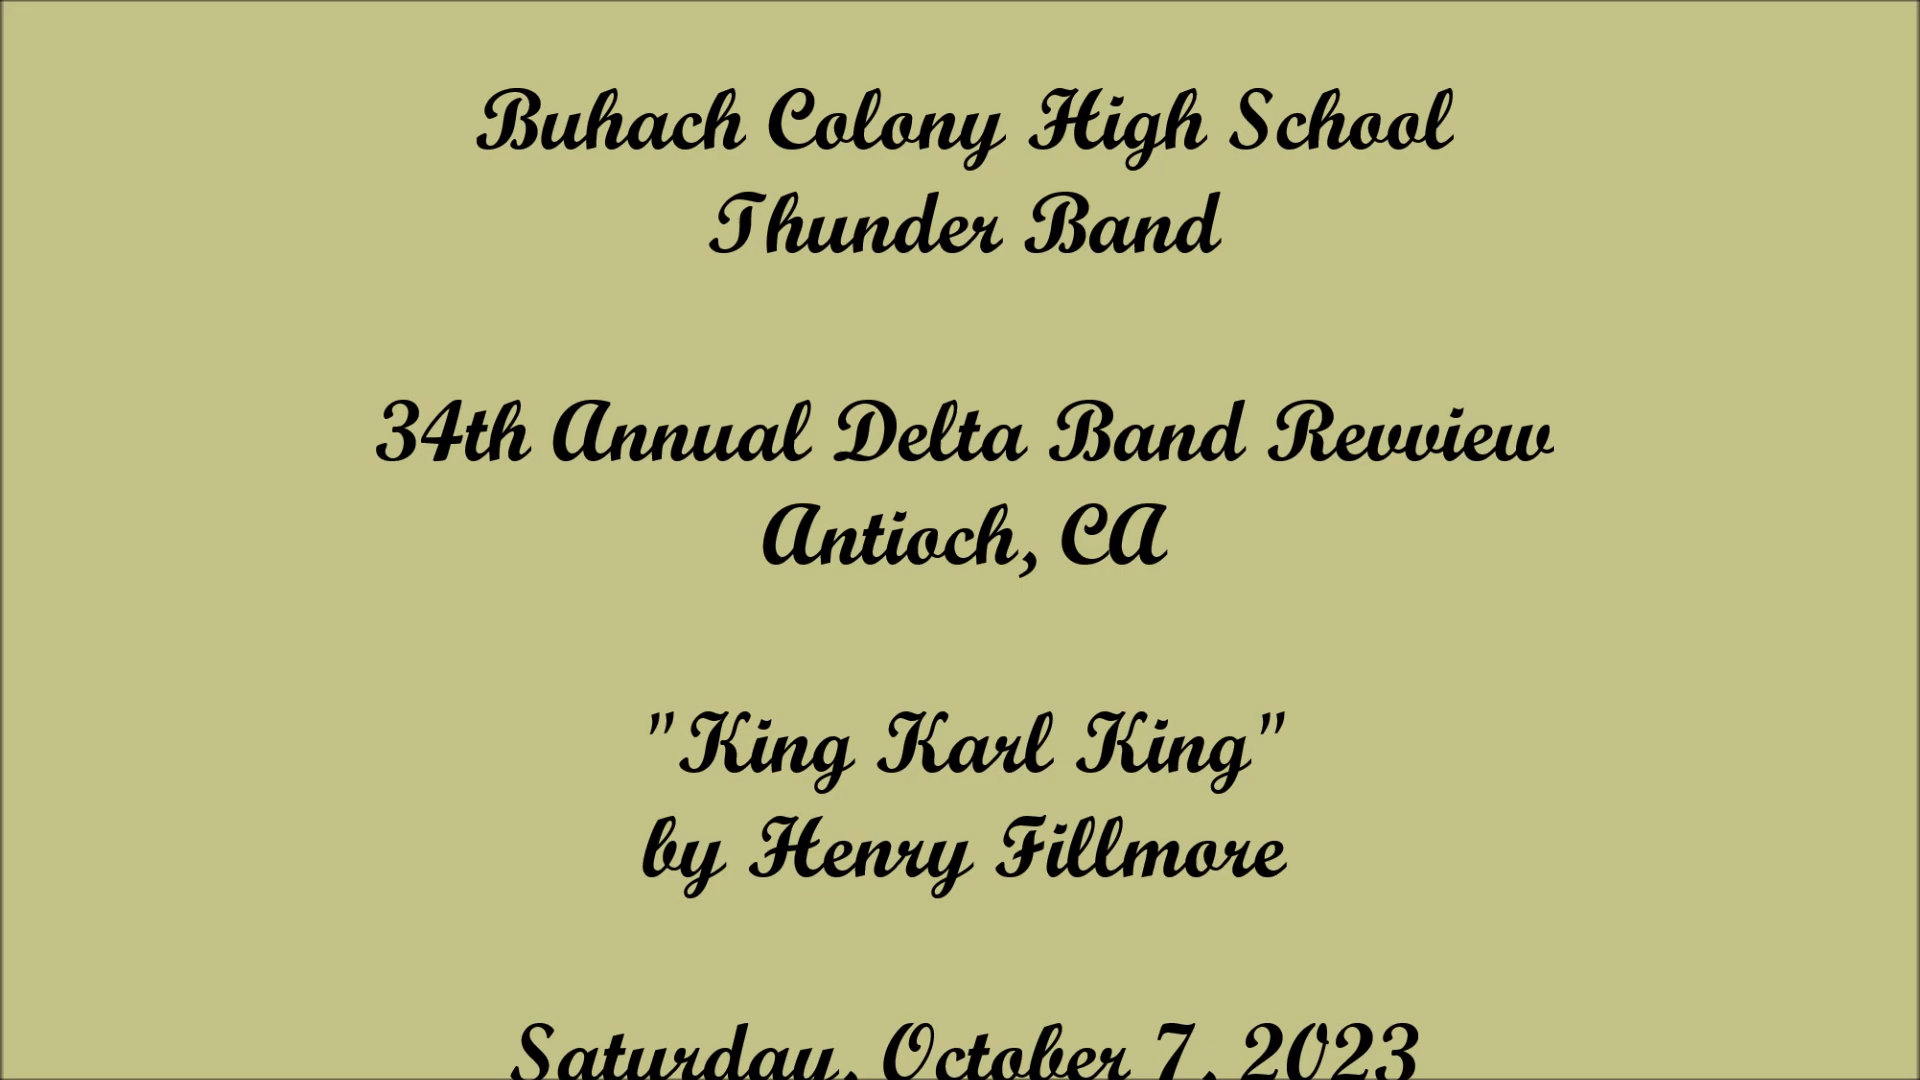 Buhach Colony High School
Thunder Band
34th Annual Delta Band Revview
Antioch, CA
"King Karl King"
by Henry Fillmore
Saturday, October 7, 2023